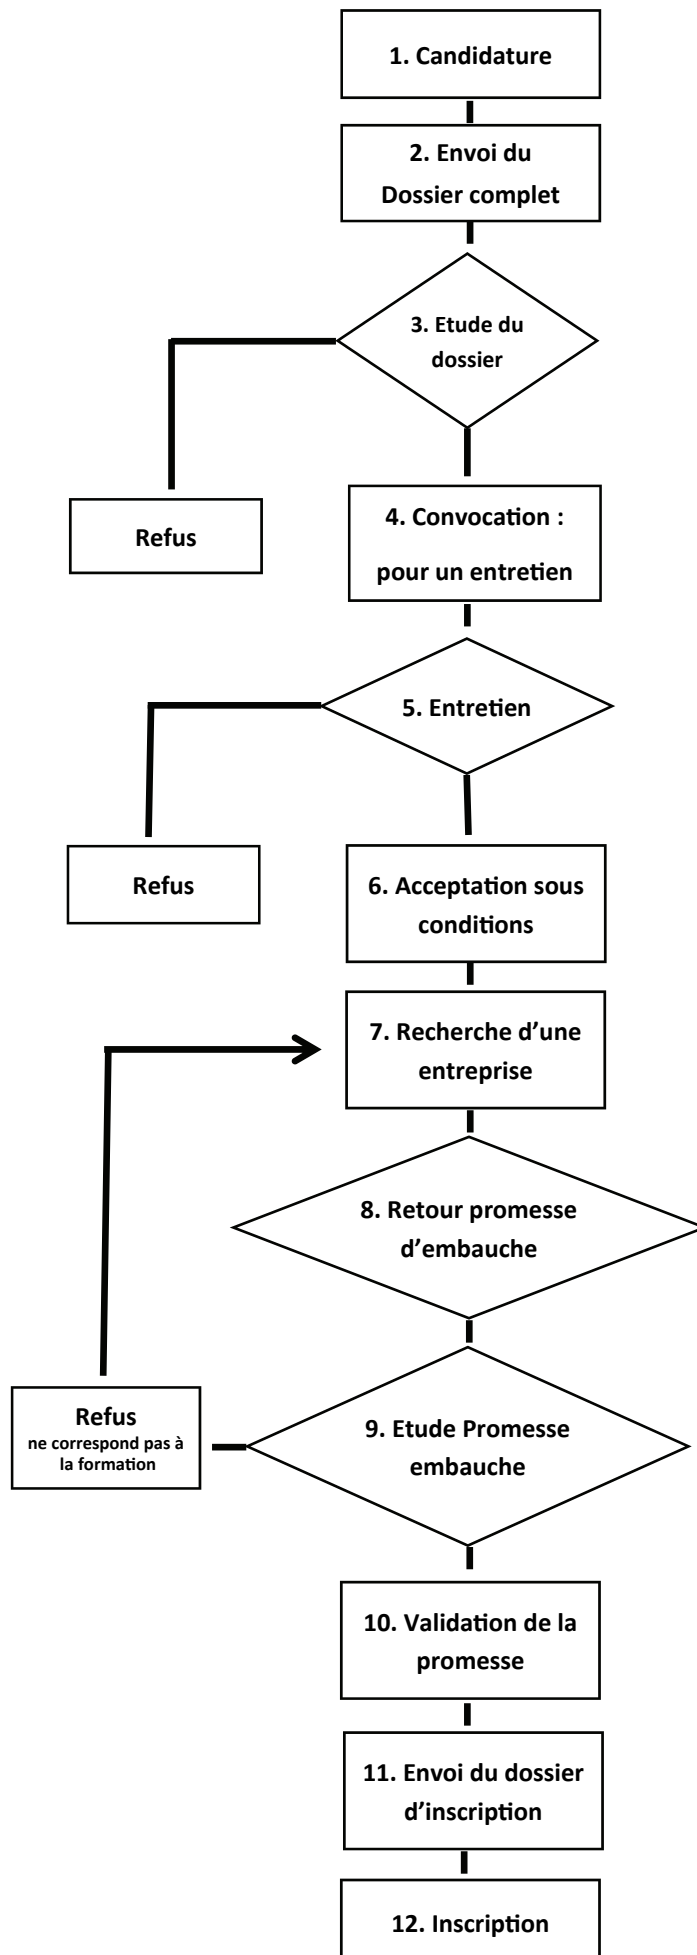 1. Candidature
2. Envoi du
Dossier complet
3. Etude du
dossier
Refus
4. Convocation :
pour un entretien
5. Entretien
Refus
6. Acceptation sous
conditions
7. Recherche d’une
entreprise
8. Retour promesse
d’embauche
Refus
ne correspond pas à
la formation
9. Etude Promesse
embauche
10. Validation de la
promesse
11. Envoi du dossier
d’inscription
12. Inscription